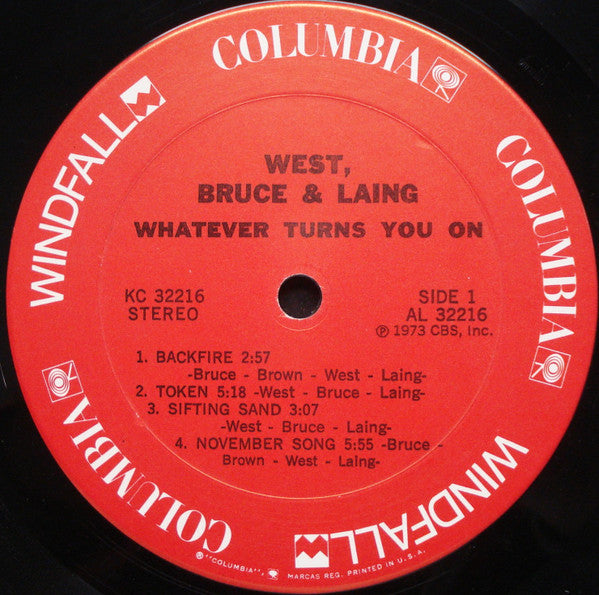 COLUMBIA
COLUMBIA
WINDFALL
COLUMBIA
WINDFALL
WEST,
BRUCE & LAING
WHATEVER TURNS YOU ON
KC 32216
STEREO
SIDE 1
AL 32216
℗ 1973 CBS, Inc.
1. BACKFIRE 2:57
-Bruce - Brown - West - Laing-
2. TOKEN 5:18 -West - Bruce - Laing-
3. SIFTING SAND 3:07
-West - Bruce - Laing-
4. NOVEMBER SONG 5:55 -Bruce -
Brown - West - Laing-
® "COLUMBIA", MARCAS REG. PRINTED IN U.S.A.